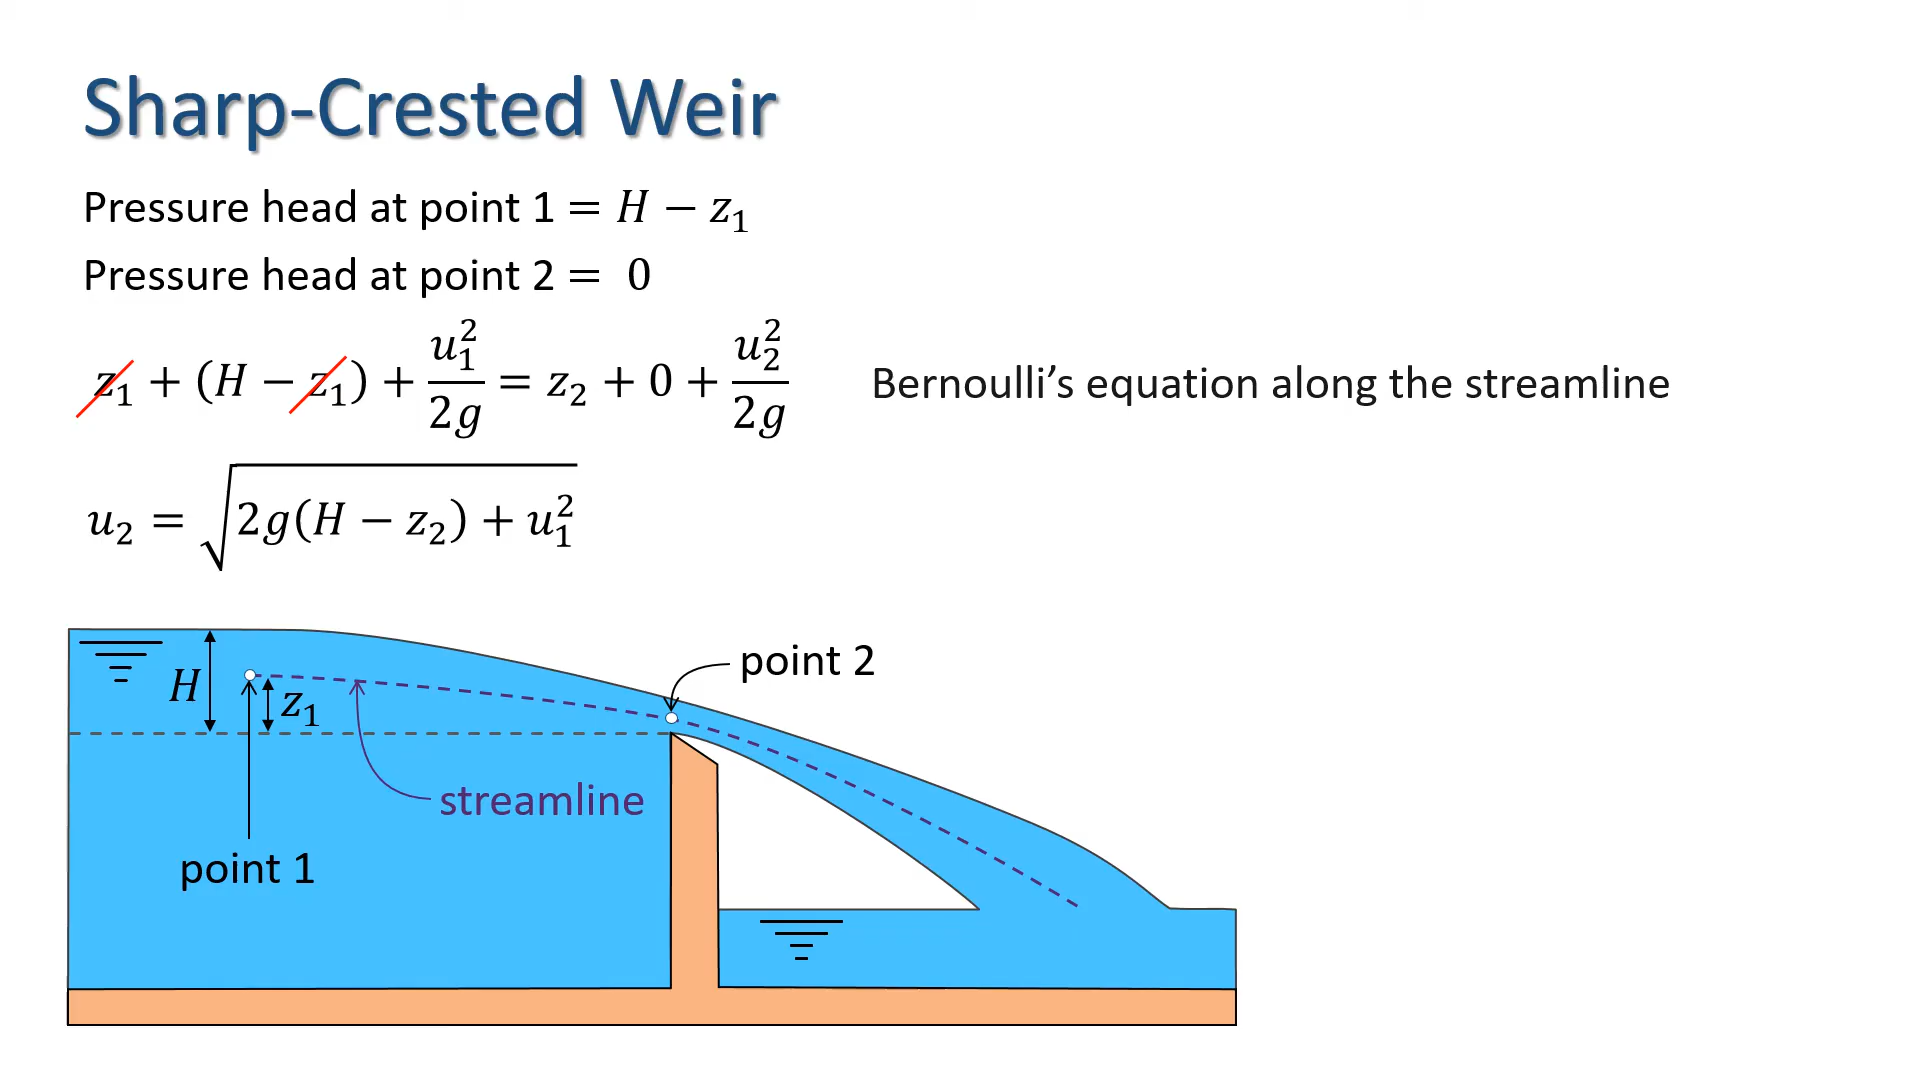 Sharp-Crested Weir
Pressure head at point 1 = H − z₁
Pressure head at point 2 = 0
z₁ + (H − z₁) + u₁²/2g = z₂ + 0 + u₂²/2g Bernoulli’s equation along the streamline
u₂ = √(2g(H − z₂) + u₁²)
point 2
H
z₁
streamline
point 1